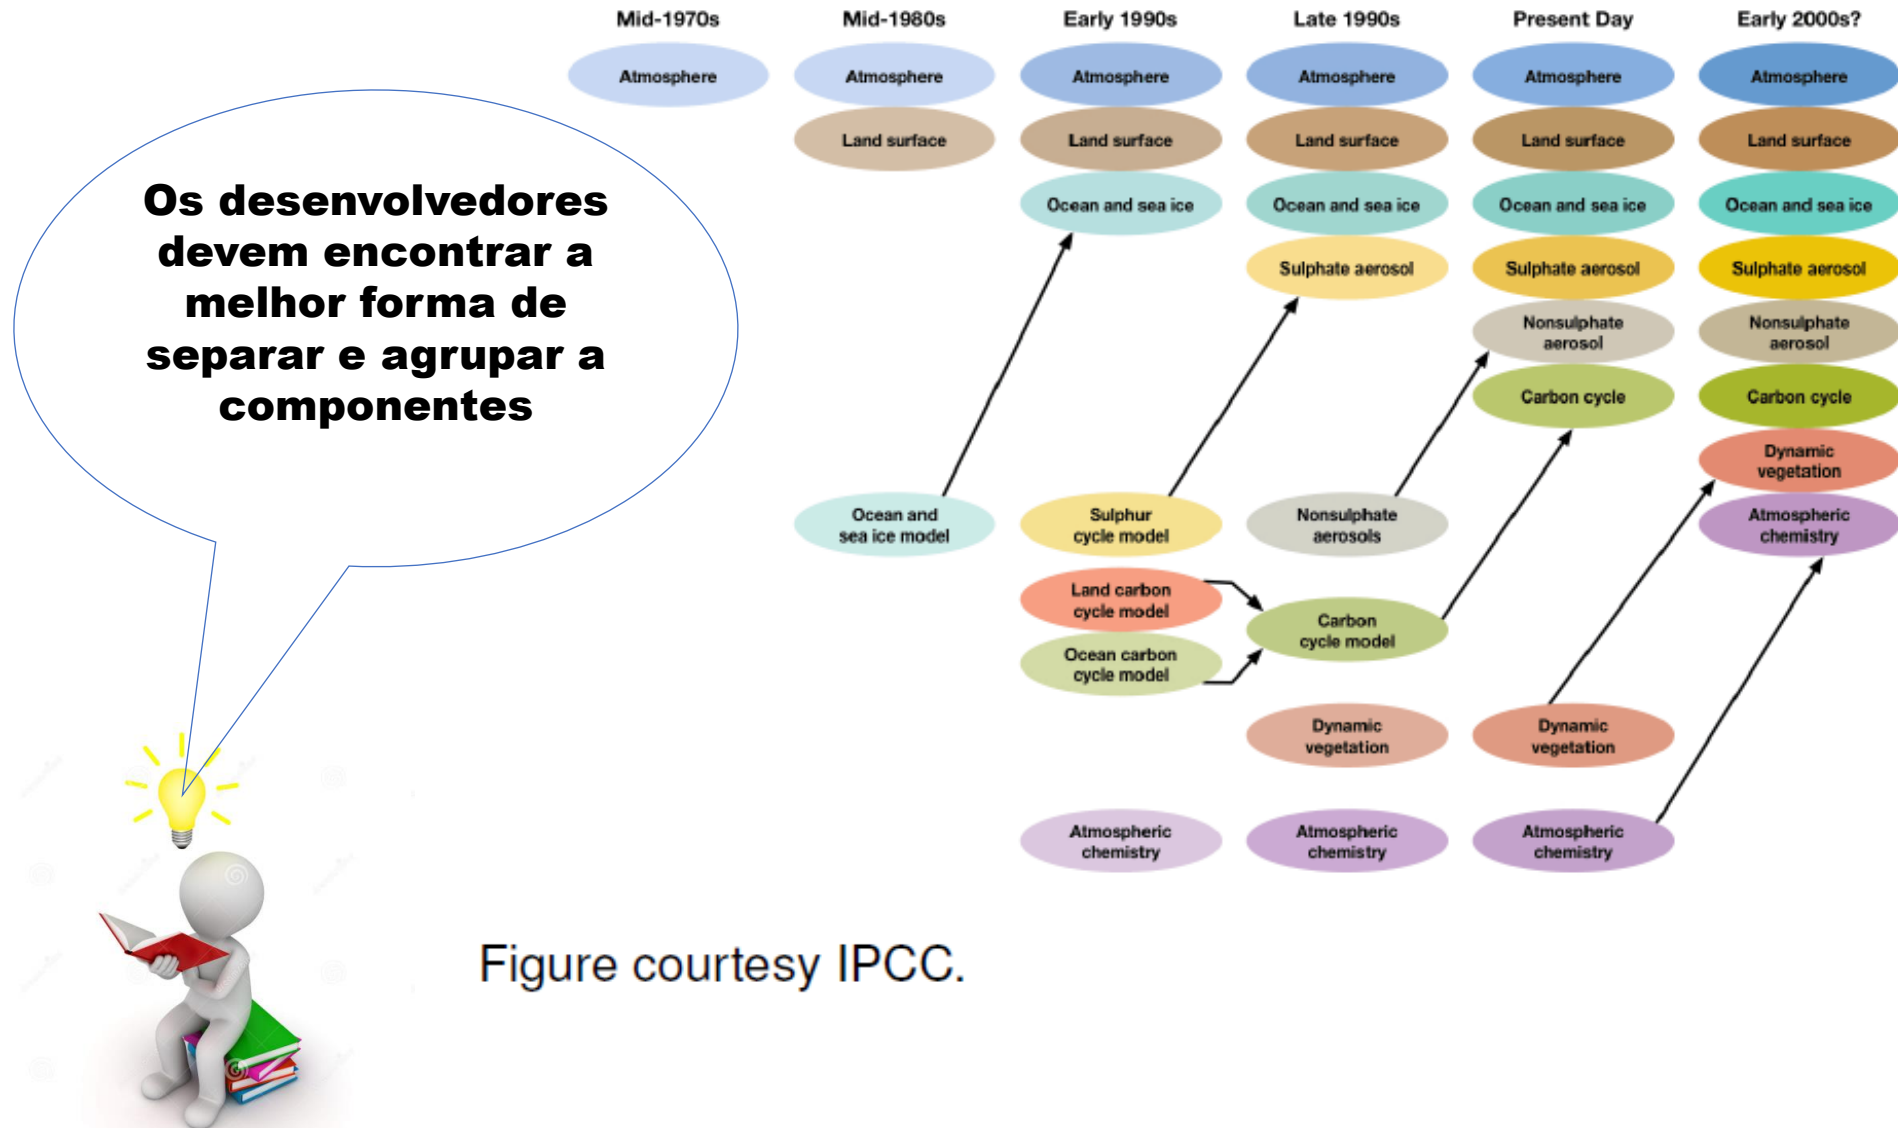 Mid-1970s
Mid-1980s
Early 1990s
Late 1990s
Present Day
Early 2000s?
Atmosphere
Atmosphere
Atmosphere
Atmosphere
Atmosphere
Atmosphere
Land surface
Land surface
Land surface
Land surface
Land surface
Ocean and sea ice
Ocean and sea ice
Ocean and sea ice
Ocean and sea ice
Sulphate aerosol
Sulphate aerosol
Sulphate aerosol
Nonsulphate
aerosol
Nonsulphate
aerosol
Carbon cycle
Carbon cycle
Dynamic
vegetation
Ocean and
sea ice model
Sulphur
cycle model
Nonsulphate
aerosols
Atmospheric
chemistry
Land carbon
cycle model
Carbon
cycle model
Ocean carbon
cycle model
Dynamic
vegetation
Dynamic
vegetation
Atmospheric
chemistry
Atmospheric
chemistry
Atmospheric
chemistry
Os desenvolvedores
devem encontrar a
melhor forma de
separar e agrupar a
componentes
Figure courtesy IPCC.